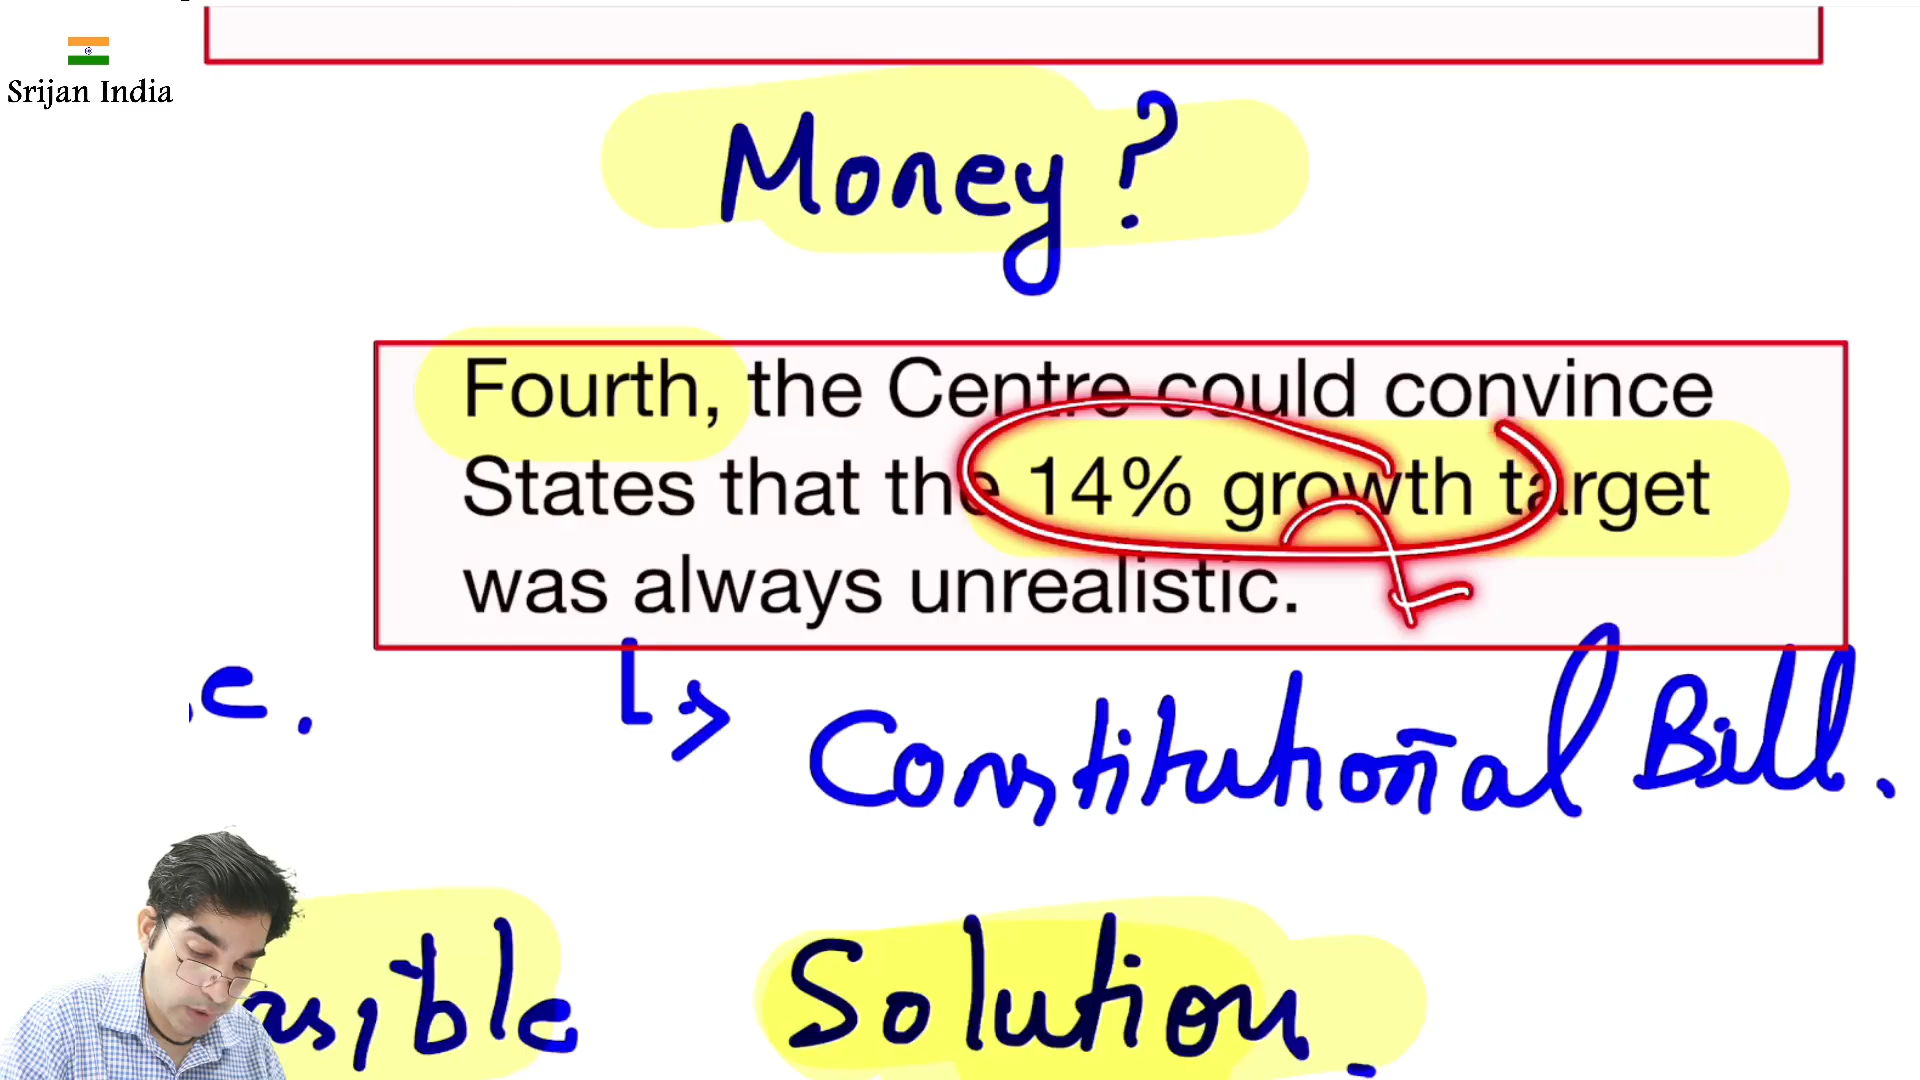 Srijan India
Money?
Fourth, the Centre could convince
States that the 14% growth target
was always unrealistic.
Constitutional Bill.
Solution